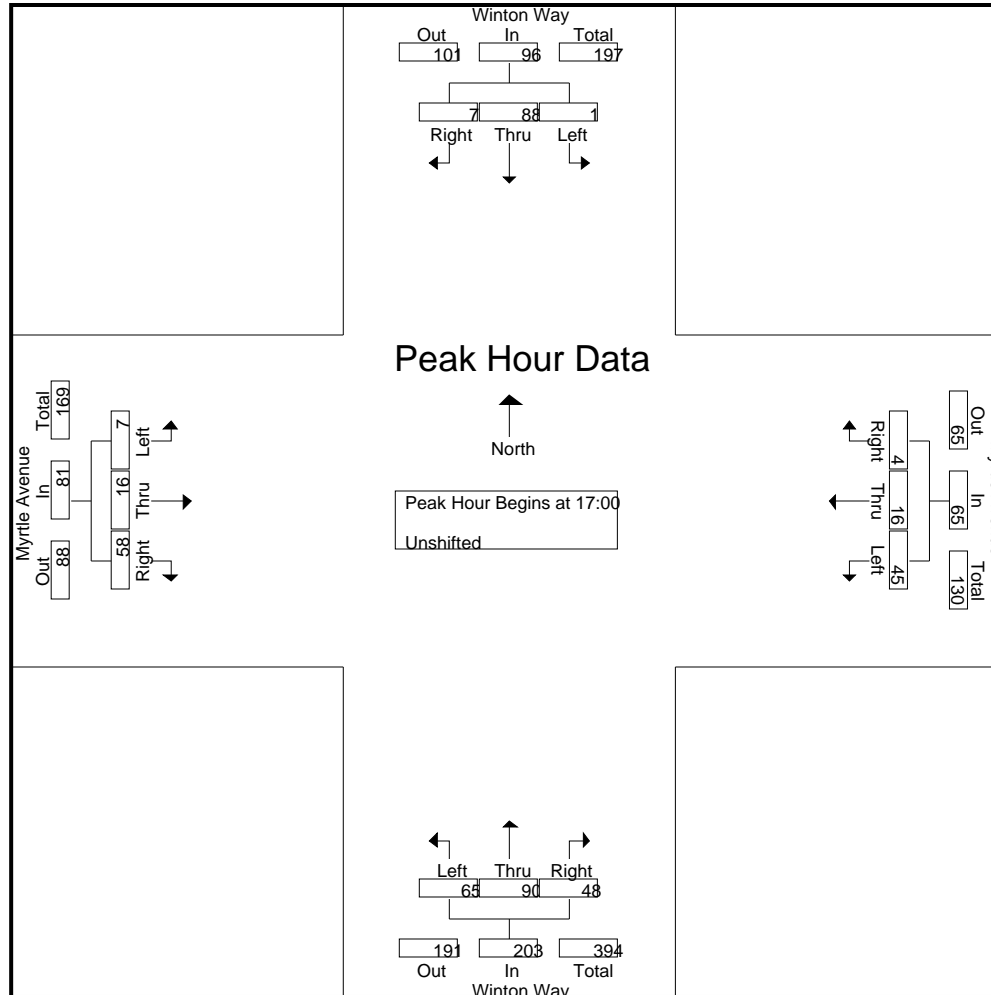 Winton Way
Out In Total
101 96 197
7 88 1
Right Thru Left
Peak Hour Data
North
Peak Hour Begins at 17:00
Unshifted
Myrtle Avenue
Total In Out
169 81 88
7 16 58
Left Thru Right
Right Thru Left
4 16 45
65 65 130
Out In Total
Left Thru Right
65 90 48
191 203 394
Out In Total
Winton Way